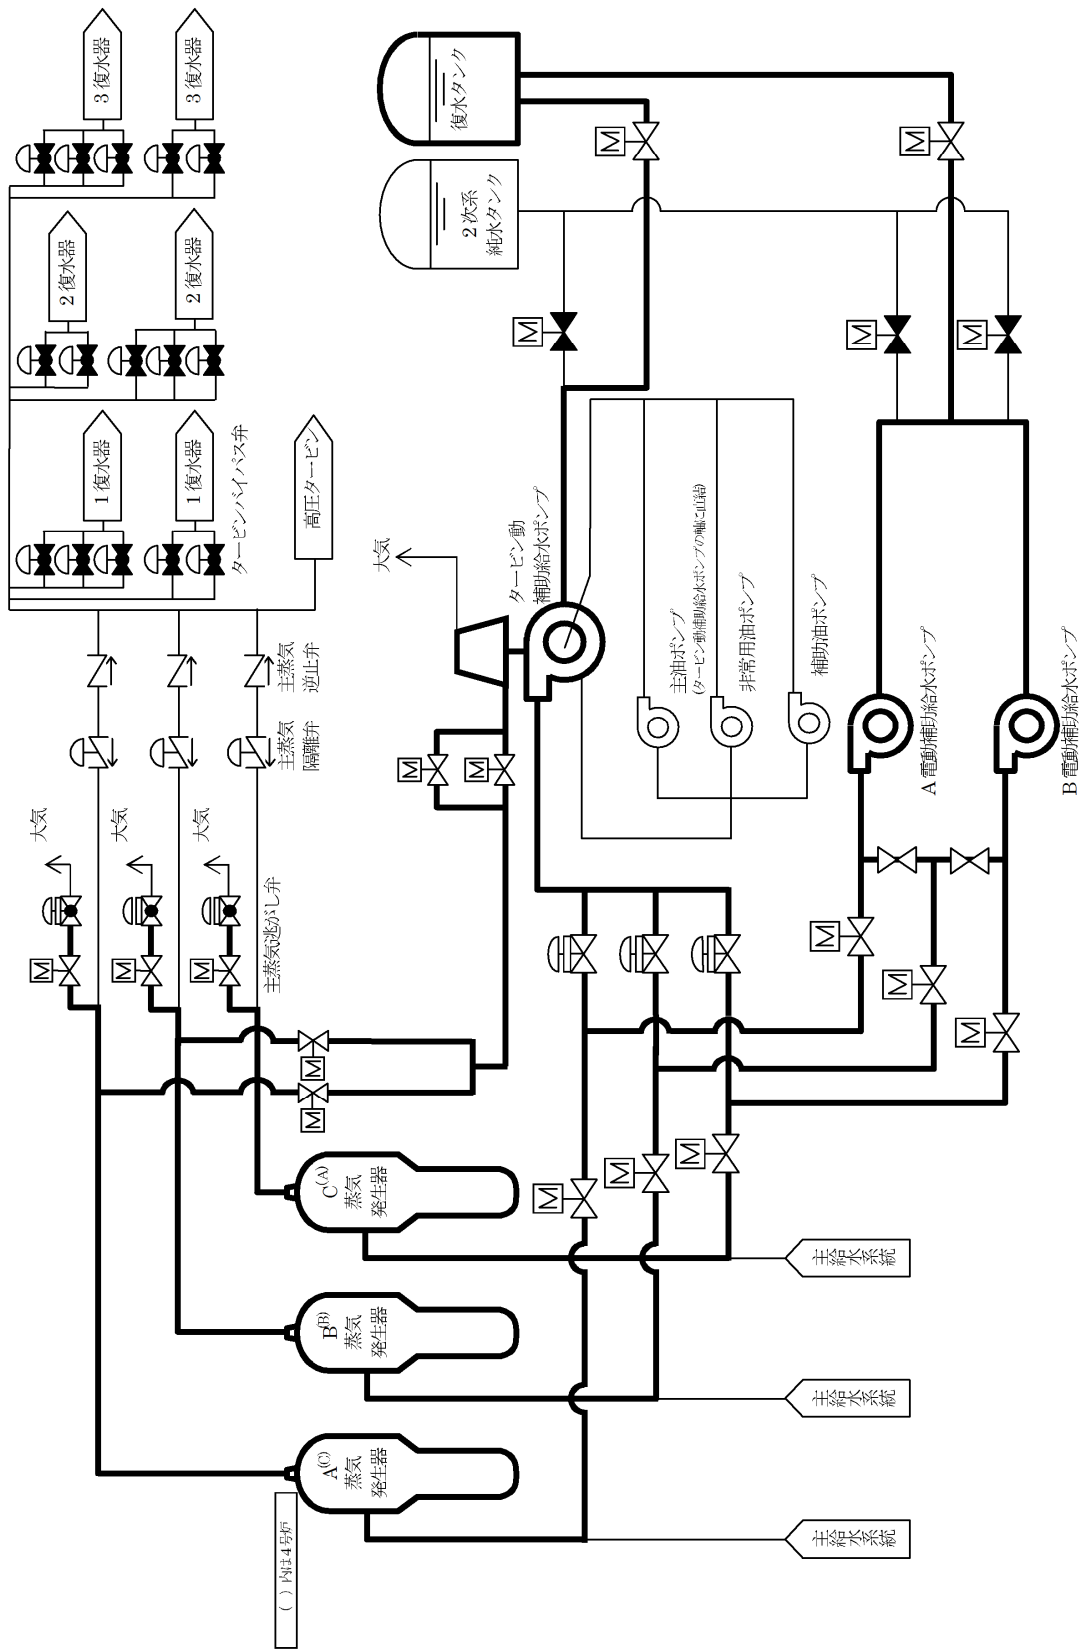 ( )内は4号炉
A(C)
蒸気
発生器
B(B)
蒸気
発生器
C(A)
蒸気
発生器
主給水系統
主給水系統
主給水系統
M
M
M
M
M
大気
大気
大気
M
M
M
主蒸気逃がし弁
主蒸気
隔離弁
主蒸気
逆止弁
1復水器
1復水器
タービンバイパス弁
2復水器
2復水器
3復水器
3復水器
高圧タービン
大気
M
M
タービン動
補助給水ポンプ
主油ポンプ
(タービン動補助給水ポンプの軸に直結)
非常用油ポンプ
補助油ポンプ
M
M
M
A電動補助給水ポンプ
B電動補助給水ポンプ
M
M
M
2次系
純水タンク
復水タンク
M
M